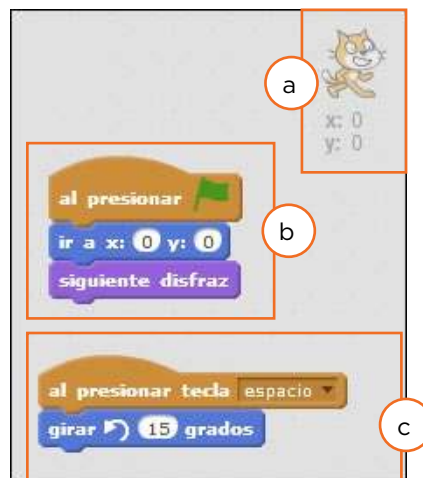 a
x: 0
y: 0
al presionar
ir a x: 0 y: 0
siguiente disfraz
b
al presionar tecla espacio
girar 15 grados
c